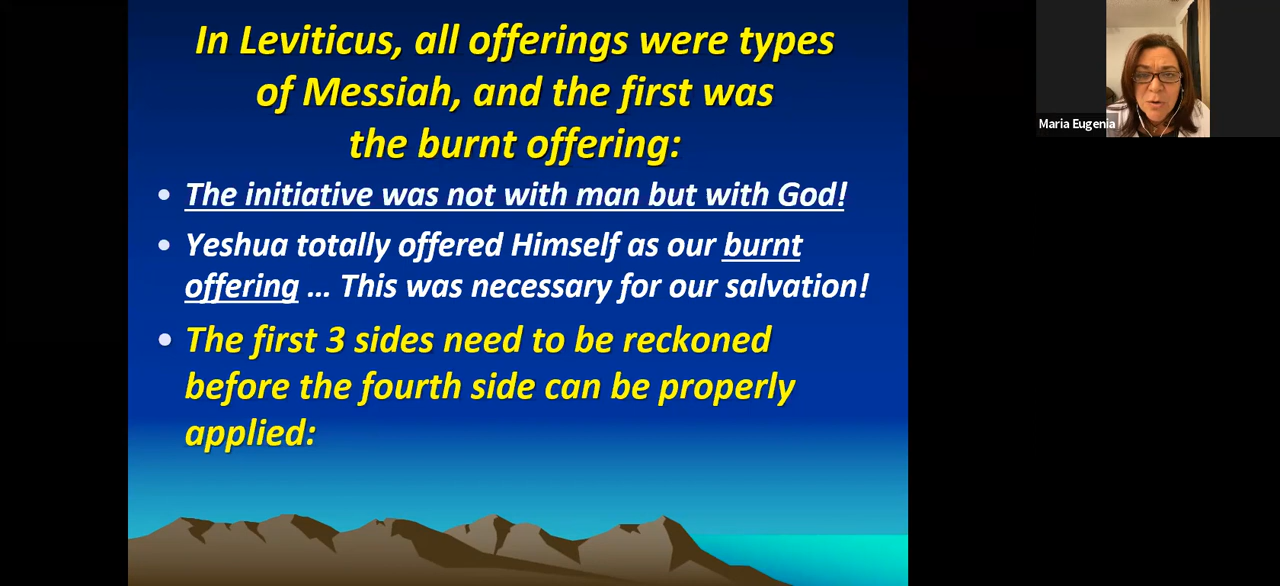 In Leviticus, all offerings were types
of Messiah, and the first was
the burnt offering:
• The initiative was not with man but with God!
• Yeshua totally offered Himself as our burnt
offering ... This was necessary for our salvation!
• The first 3 sides need to be reckoned
before the fourth side can be properly
applied:
Maria Eugenia